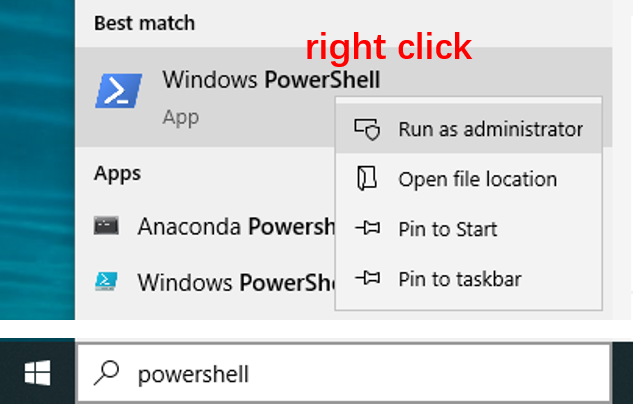 Best match
right click
Windows PowerShell
App
Run as administrator
Apps
Open file location
Anaconda Powersh
Pin to Start
Windows PowerSh
Pin to taskbar
powershell